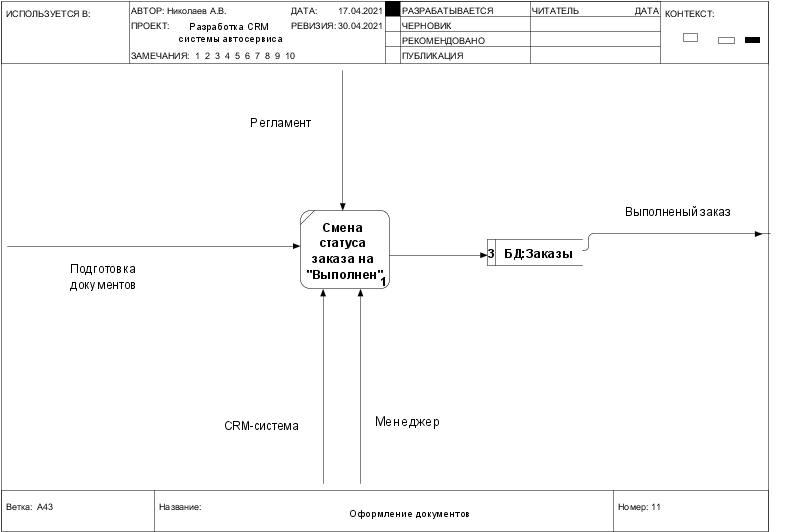 ИСПОЛЬЗУЕТСЯ В:
АВТОР: Николаев А.В.
ДАТА: 17.04.2021
РАЗРАБАТЫВАЕТСЯ
ЧИТАТЕЛЬ
ДАТА
КОНТЕКСТ:
ПРОЕКТ: Разработка CRM
системы автосервиса
РЕВИЗИЯ: 30.04.2021
ЧЕРНОВИК
РЕКОМЕНДОВАНО
ЗАМЕЧАНИЯ: 1 2 3 4 5 6 7 8 9 10
ПУБЛИКАЦИЯ
Регламент
Выполненый заказ
Смена
статуса
заказа на
"Выполнен"
1
3 БД:Заказы
Подготовка
документов
CRM-система
Менеджер
Ветка: A43
Название:
Оформление документов
Номер: 11